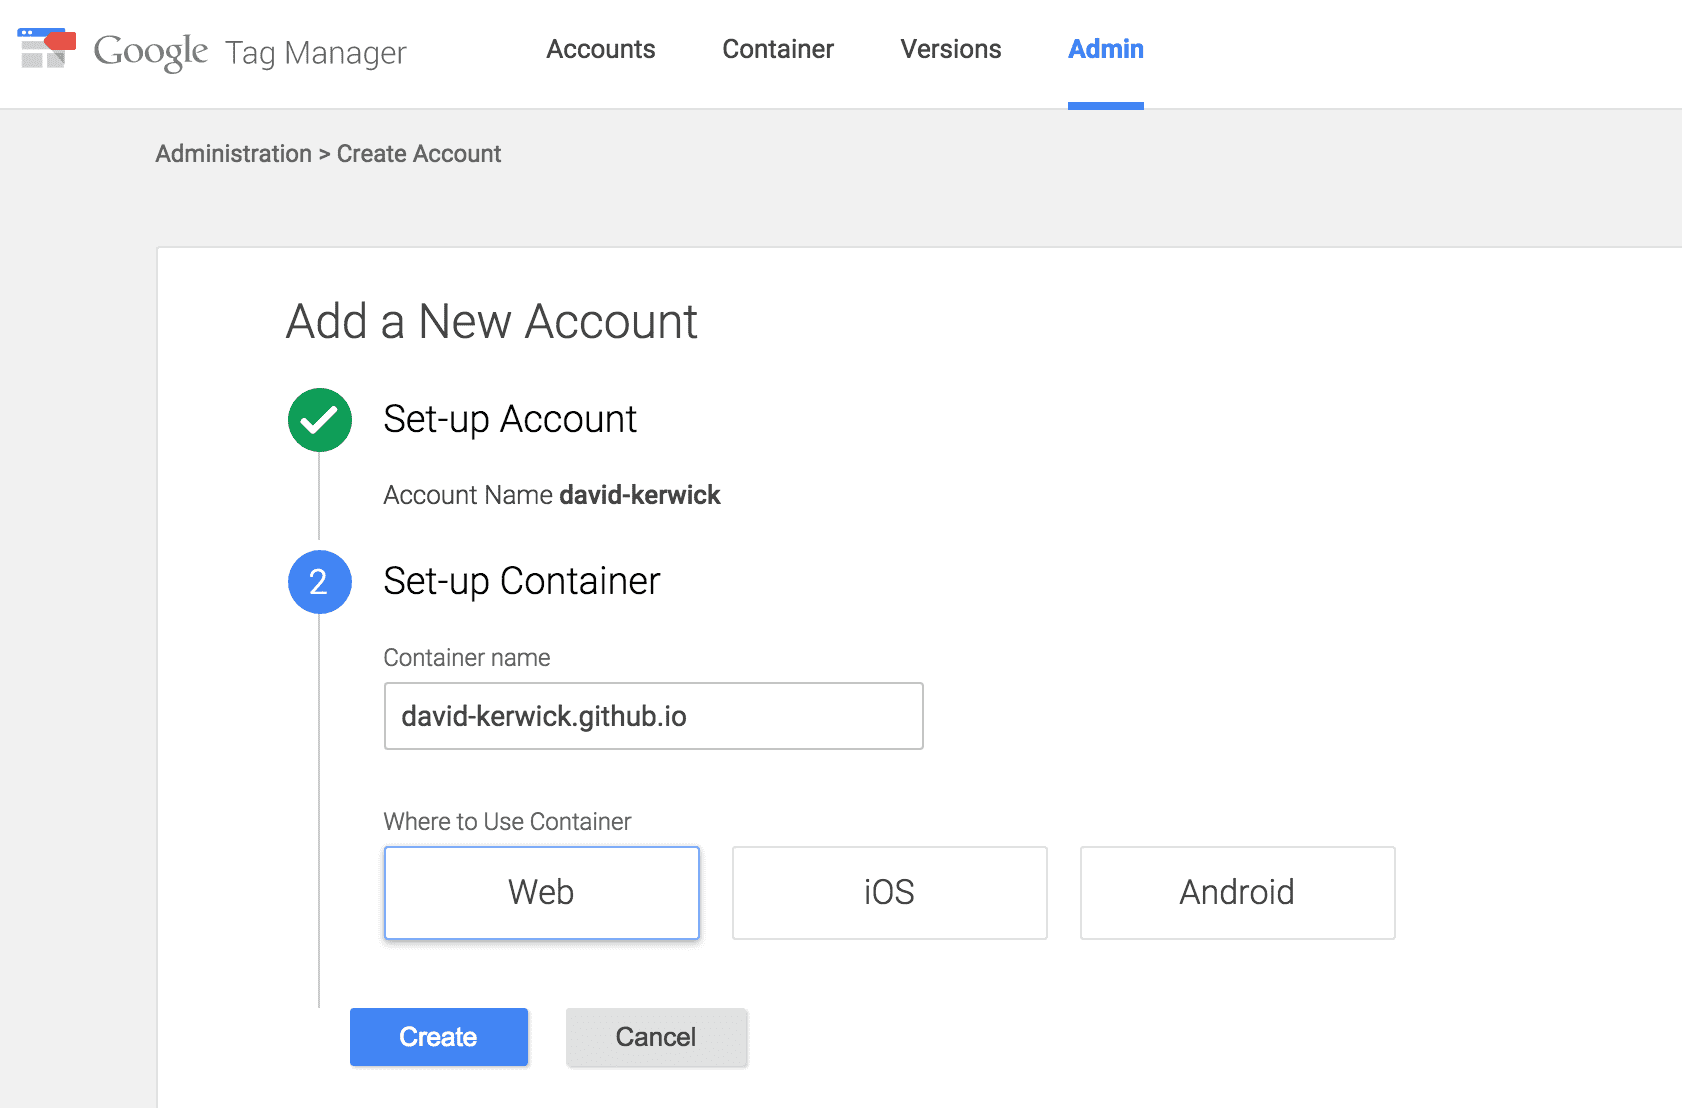 Google Tag Manager Accounts Container Versions Admin
Administration > Create Account
Add a New Account
Set-up Account
Account Name david-kerwick
2 Set-up Container
Container name
david-kerwick.github.io
Where to Use Container
Web iOS Android
Create Cancel